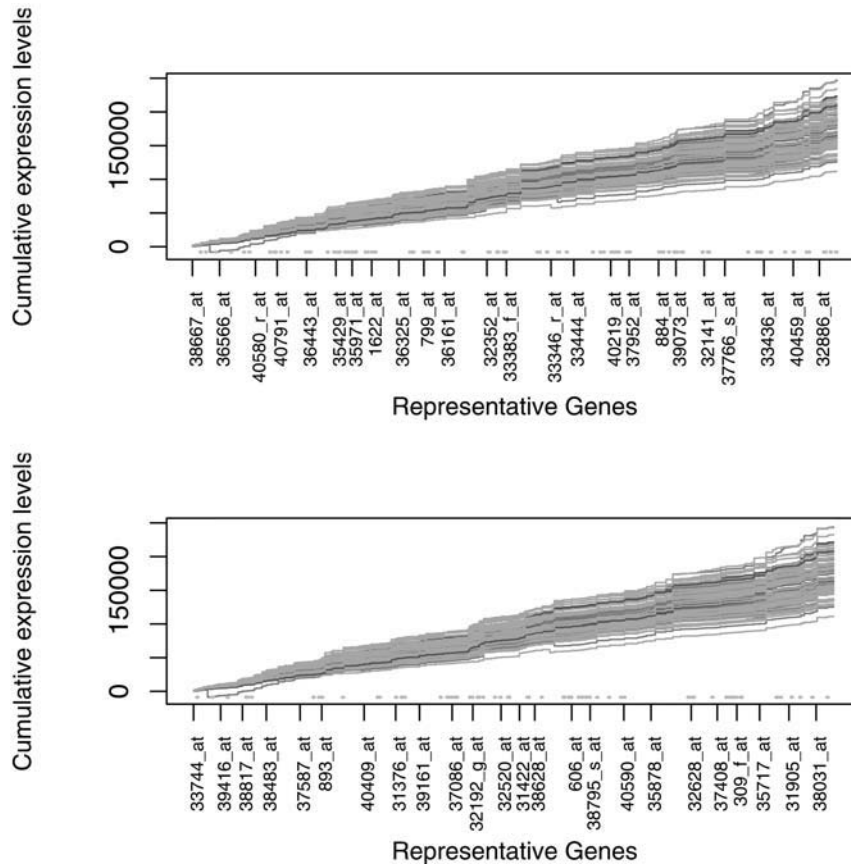 Cumulative expression levels
150000
0
38667_at
36566_at
40580_r_at
40791_at
36443_at
35429_at
35971_at
1622_at
36325_at
799_at
36161_at
32352_at
33383_f_at
33346_r_at
33444_at
40219_at
37952_at
884_at
39073_at
32141_at
37766_s_at
33436_at
40459_at
32886_at
Representative Genes
Cumulative expression levels
150000
0
33744_at
39416_at
38817_at
38483_at
37587_at
893_at
40409_at
31376_at
39161_at
37086_at
32192_g_at
32520_at
31422_at
38628_at
606_at
38795_s_at
40590_at
35878_at
32628_at
37408_at
309_f_at
35717_at
31905_at
38031_at
Representative Genes